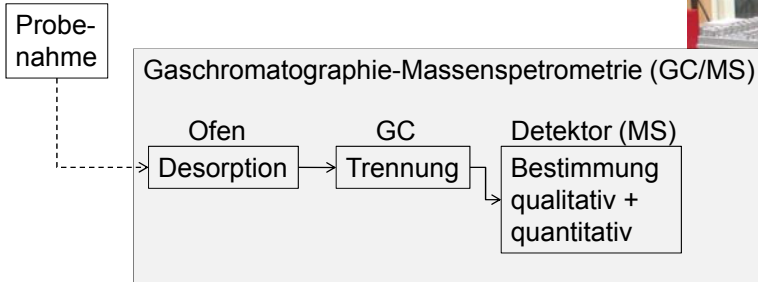 Probe-
nahme
Gaschromatographie-Massenspetrometrie (GC/MS)
Ofen
Desorption
GC
Trennung
Detektor (MS)
Bestimmung
qualitativ +
quantitativ